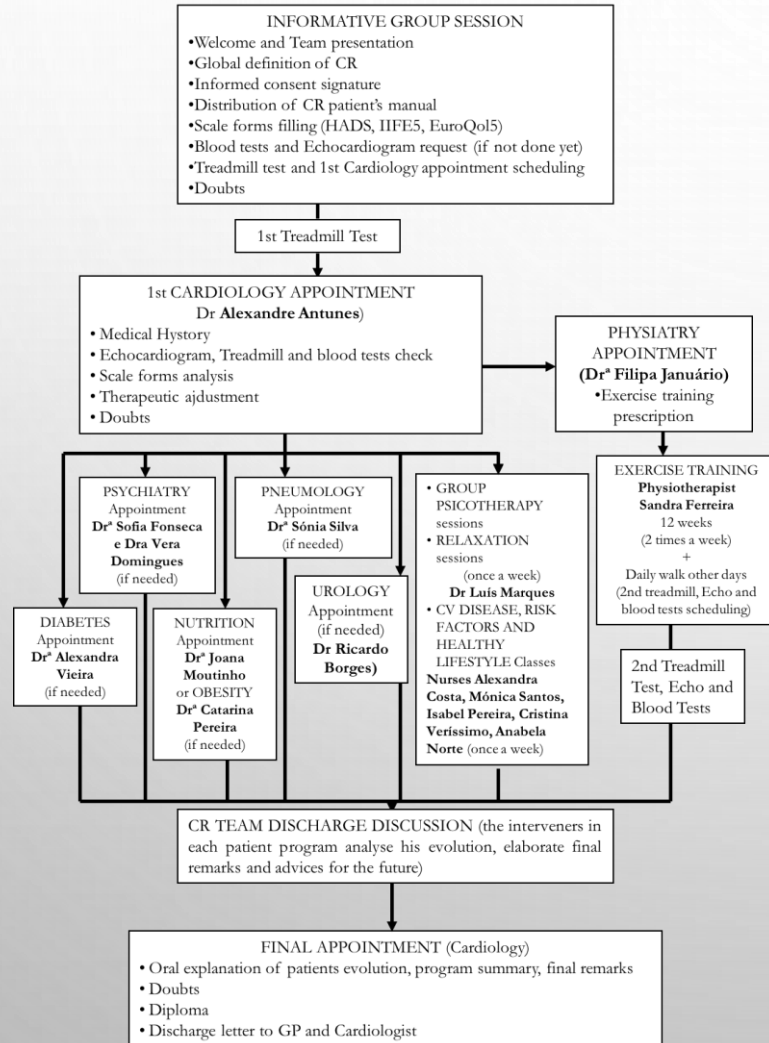 INFORMATIVE GROUP SESSION
•Welcome and Team presentation
•Global definition of CR
•Informed consent signature
•Distribution of CR patient's manual
•Scale forms filling (HADS, IIFE5, EuroQol5)
•Blood tests and Echocardiogram request (if not done yet)
•Treadmill test and 1st Cardiology appointment scheduling
•Doubts
1st Treadmill Test
1st CARDIOLOGY APPOINTMENT
Dr Alexandre Antunes)
• Medical Hystory
• Echocardiogram, Treadmill and blood tests check
• Scale forms analysis
• Therapeutic ajdustment
• Doubts
PHYSIATRY
APPOINTMENT
(Drª Filipa Januário)
•Exercise training
prescription
PSYCHIATRY
Appointment
Drª Sofia Fonseca
e Dra Vera
Domingues
(if needed)
PNEUMOLOGY
Appointment
Drª Sónia Silva
(if needed)
• GROUP
PSICOTHERAPY
sessions
• RELAXATION
sessions
(once a week)
Dr Luís Marques
• CV DISEASE, RISK
FACTORS AND
HEALTHY
LIFESTYLE Classes
Nurses Alexandra
Costa, Mónica Santos,
Isabel Pereira, Cristina
Veríssimo, Anabela
Norte (once a week)
EXERCISE TRAINING
Physiotherapist
Sandra Ferreira
12 weeks
(2 times a week)
+
Daily walk other days
(2nd treadmill, Echo and
blood tests scheduling)
DIABETES
Appointment
Drª Alexandra
Vieira
(if needed)
NUTRITION
Appointment
Drª Joana
Moutinho
or OBESITY
Drª Catarina
Pereira
(if needed)
UROLOGY
Appointment
(if needed)
Dr Ricardo
Borges)
2nd Treadmill
Test, Echo and
Blood Tests
CR TEAM DISCHARGE DISCUSSION (the interveners in
each patient program analyse his evolution, elaborate final
remarks and advices for the future)
FINAL APPOINTMENT (Cardiology)
• Oral explanation of patients evolution, program summary, final remarks
• Doubts
• Diploma
• Discharge letter to GP and Cardiologist